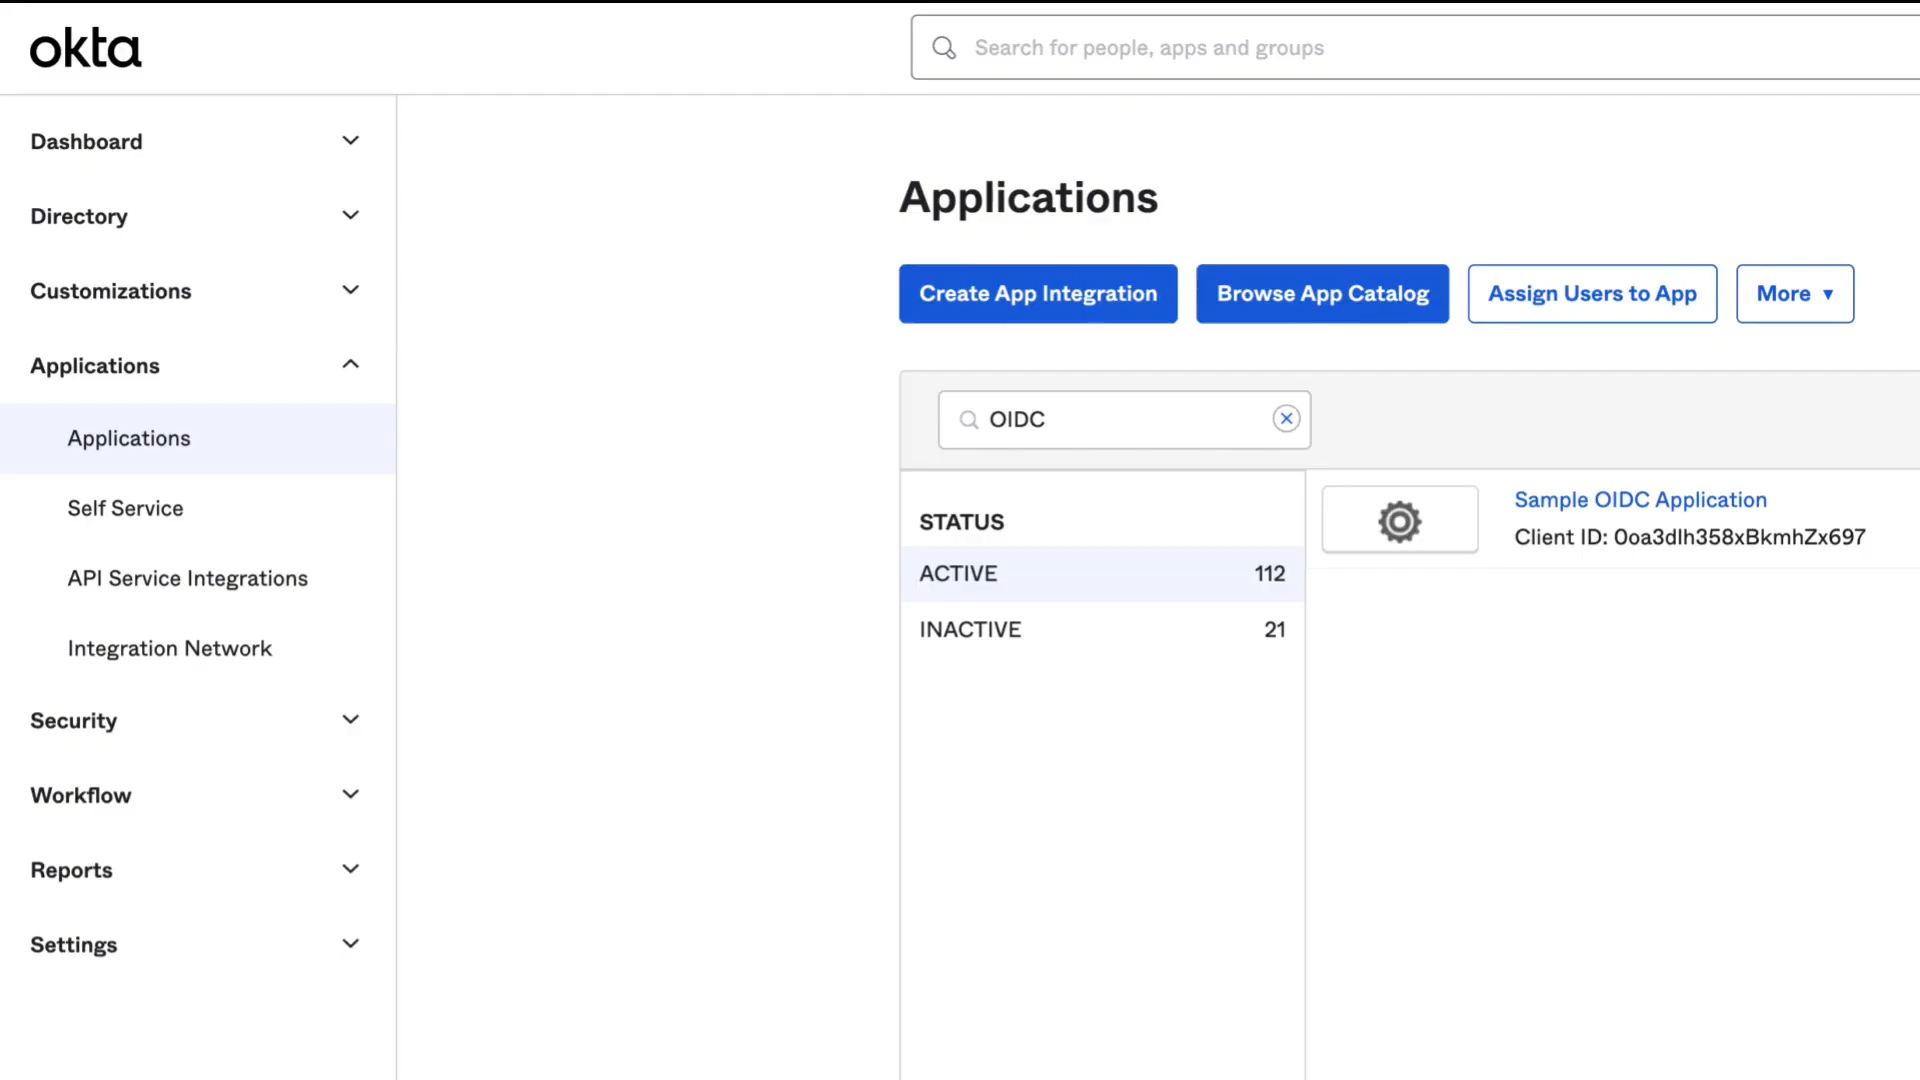 okta
Search for people, apps and groups
Dashboard
Directory
Customizations
Applications
Applications
Self Service
API Service Integrations
Integration Network
Security
Workflow
Reports
Settings
Applications
Create App Integration
Browse App Catalog
Assign Users to App
More
OIDC
STATUS
ACTIVE 112
INACTIVE 21
Sample OIDC Application
Client ID: 0oa3dlh358xBkmhZx697